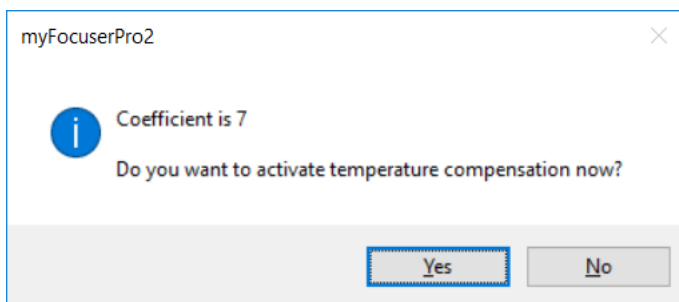 myFocuserPro2
Coefficient is 7
Do you want to activate temperature compensation now?
Yes
No